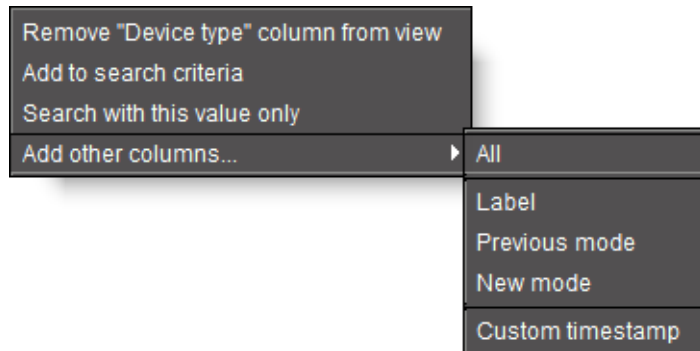 Remove "Device type" column from view
Add to search criteria
Search with this value only
Add other columns...
All
Label
Previous mode
New mode
Custom timestamp